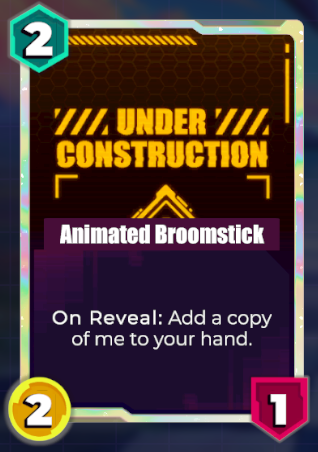 2
/// UNDER ///
CONSTRUCTION
Animated Broomstick
On Reveal: Add a copy
of me to your hand.
2
1